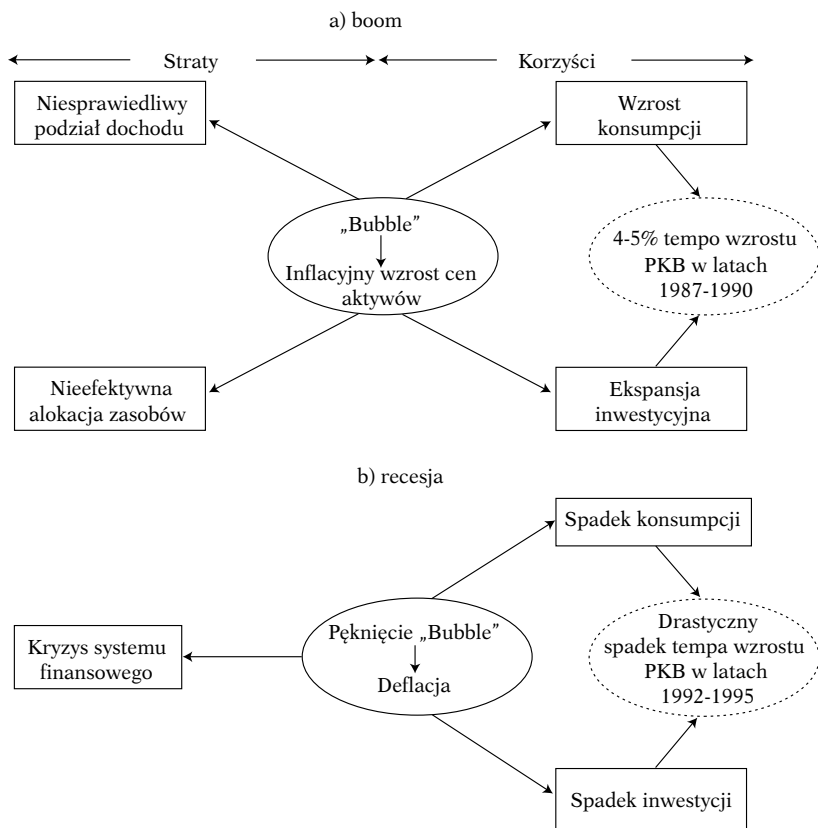 a) boom
Straty
Korzyści
Niesprawiedliwy
podział dochodu
Wzrost
konsumpcji
„Bubble”
Inflacyjny wzrost cen
aktywów
4-5% tempo wzrostu
PKB w latach
1987-1990
Nieefektywna
alokacja zasobów
Ekspansja
inwestycyjna
b) recesja
Spadek konsumpcji
Kryzys systemu
finansowego
Pęknięcie „Bubble”
Deflacja
Drastyczny
spadek tempa wzrostu
PKB w latach
1992-1995
Spadek inwestycji